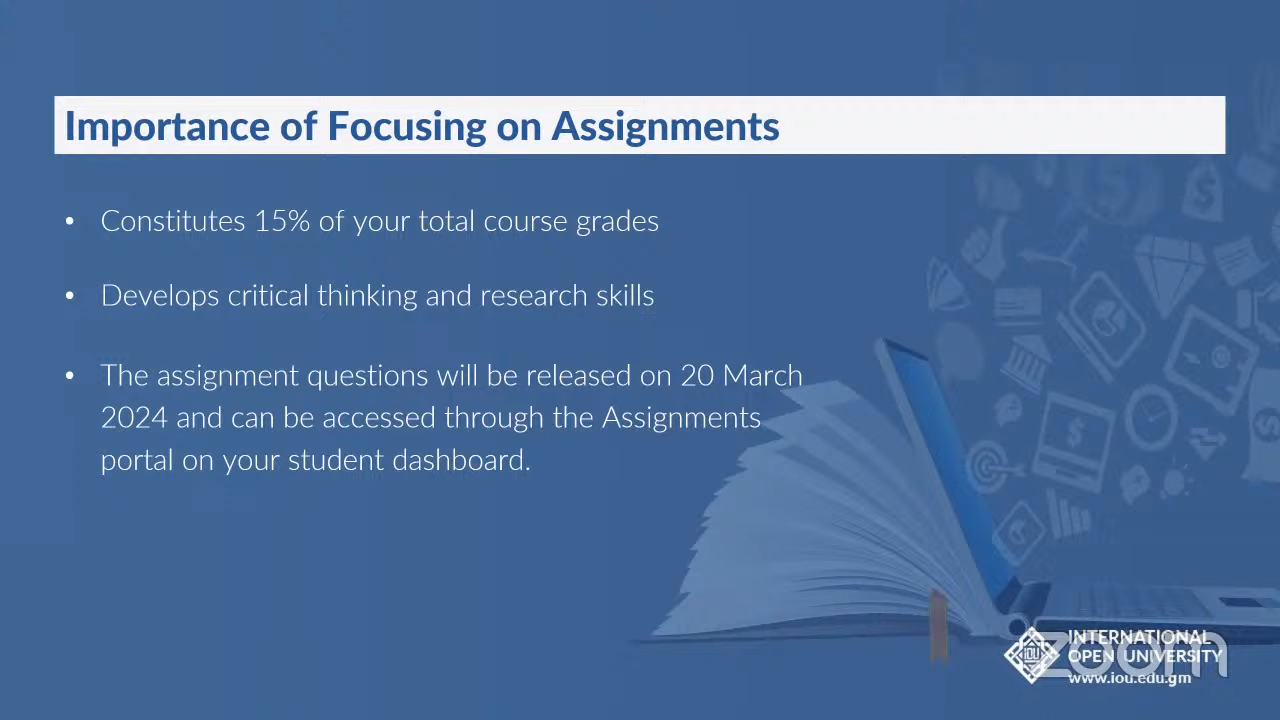 Importance of Focusing on Assignments
• Constitutes 15% of your total course grades
• Develops critical thinking and research skills
• The assignment questions will be released on 20 March
2024 and can be accessed through the Assignments
portal on your student dashboard.
IOU
INTERNATIONAL
OPEN UNIVERSITY
www.iou.edu.gm
zoom